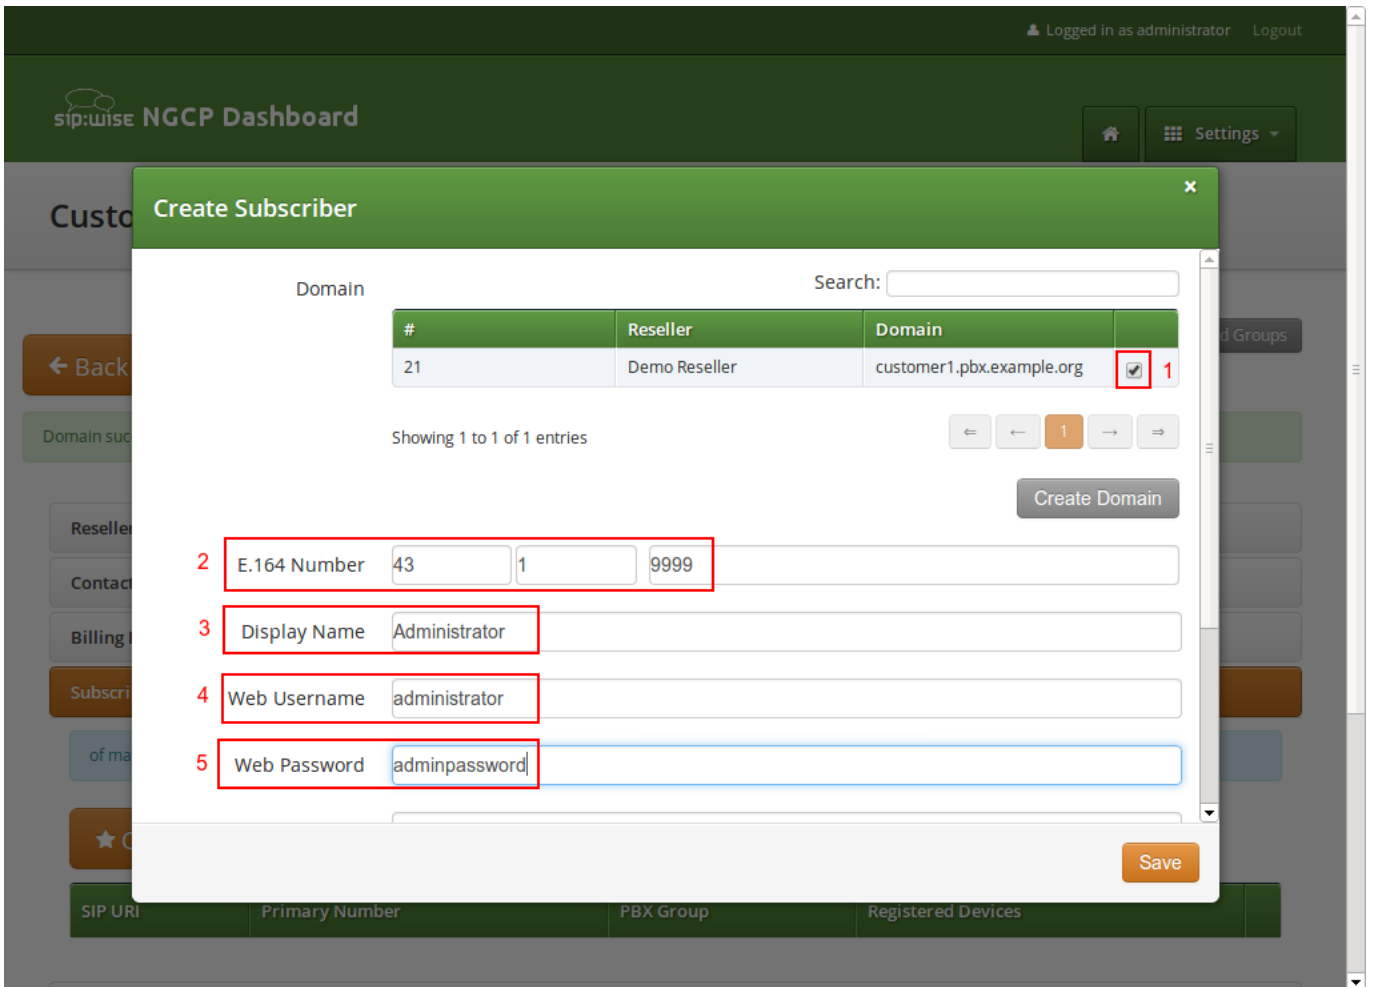 Logged in as administrator Logout
sip:wise NGCP Dashboard
Settings
Custo
Create Subscriber ×
Domain Search:
# Reseller Domain
21 Demo Reseller customer1.pbx.example.org 1
d Groups
← Back
Domain suc
Showing 1 to 1 of 1 entries
⇐ ← 1 → ⇒
Create Domain
Reseller
2 E.164 Number 43 1 9999
Contact
3 Display Name Administrator
Billing
Subscri
4 Web Username administrator
of ma
5 Web Password adminpassword
Save
SIP URI Primary Number PBX Group Registered Devices